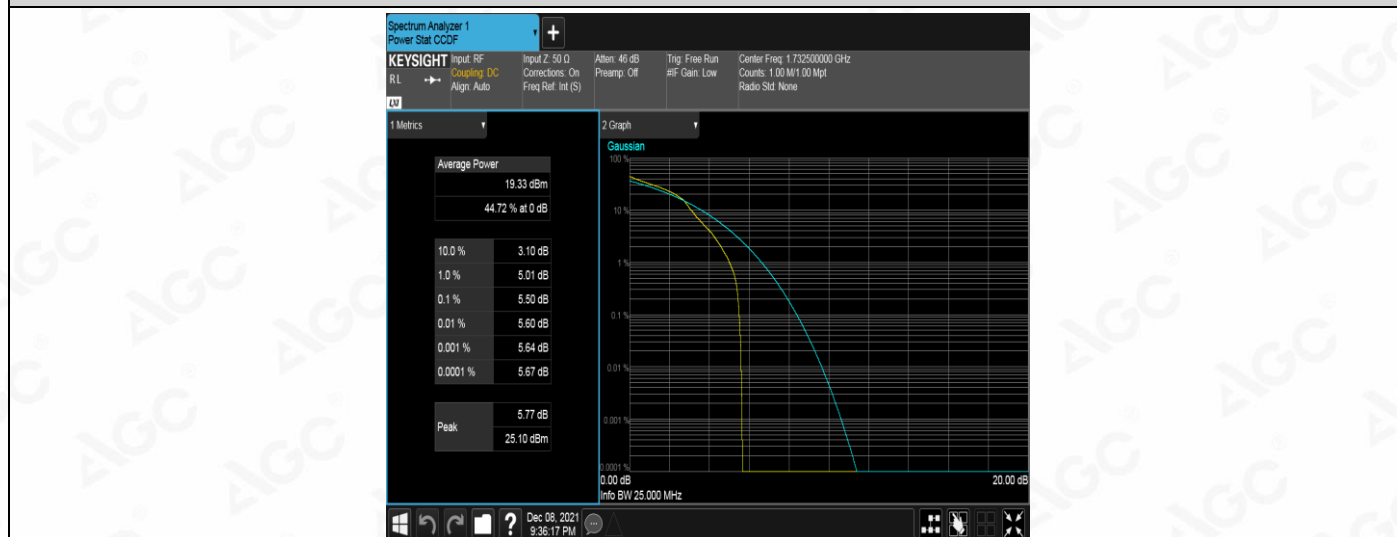 Spectrum Analyzer 1
Power Stat CCDF
+
KEYSIGHT
RL
LXI
Input: RF
Coupling: DC
Align: Auto
Input Z: 50 Ω
Corrections: On
Freq Ref: Int (S)
Atten: 46 dB
Preamp: Off
Trig: Free Run
#IF Gain: Low
Center Freq: 1.732500000 GHz
Counts: 1.00 M/1.00 Mpt
Radio Std: None
1 Metrics
Average Power
19.33 dBm
44.72 % at 0 dB
10.0 % 3.10 dB
1.0 % 5.01 dB
0.1 % 5.50 dB
0.01 % 5.60 dB
0.001 % 5.64 dB
0.0001 % 5.67 dB
Peak
5.77 dB
25.10 dBm
2 Graph
Gaussian
100 %
10 %
1 %
0.1 %
0.01 %
0.001 %
0.0001 %
0.00 dB 20.00 dB
Info BW 25.000 MHz
?
Dec 08, 2021
9:36:17 PM
AGC